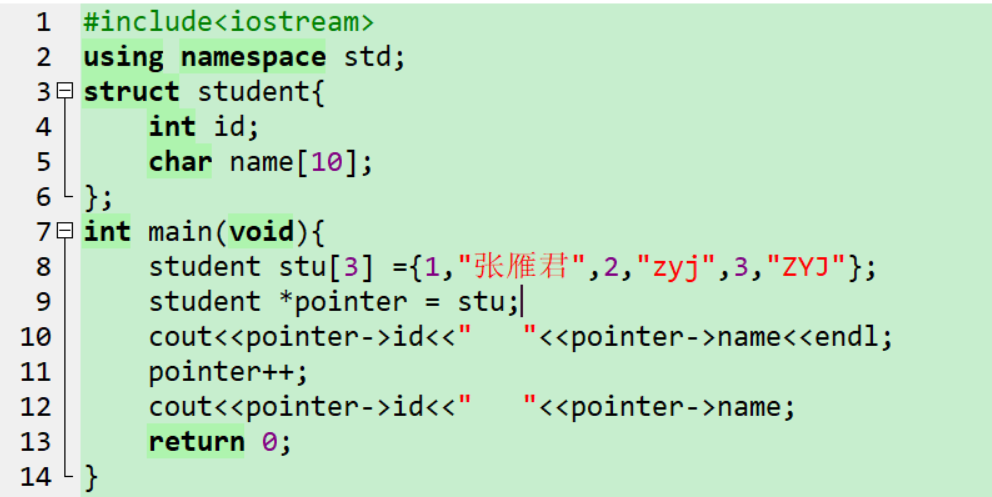 1 #include<iostream>
2 using namespace std;
3 struct student{
4 int id;
5 char name[10];
6 };
7 int main(void){
8 student stu[3] ={1,"张雁君",2,"zyj",3,"ZYJ"};
9 student *pointer = stu;
10 cout<<pointer->id<<"   "<<pointer->name<<endl;
11 pointer++;
12 cout<<pointer->id<<"   "<<pointer->name;
13 return 0;
14 }